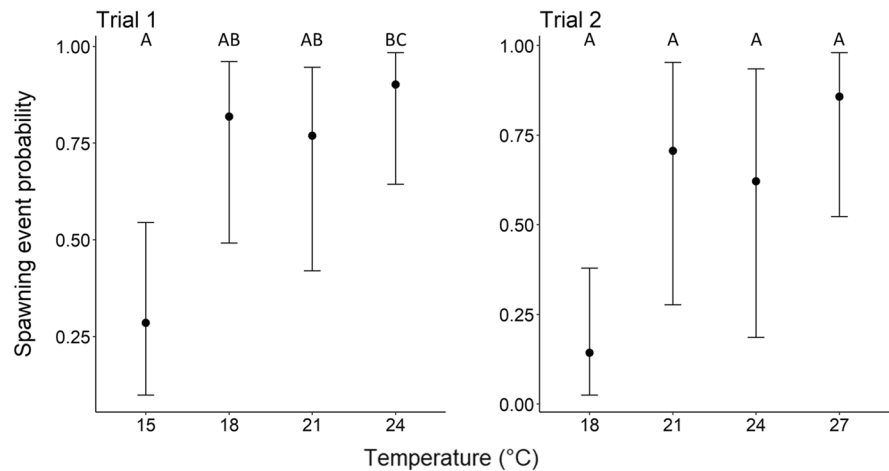 Trial 1
A AB AB BC
1.00
0.75
0.50
0.25
15 18 21 24
Trial 2
A A A A
1.00
0.75
0.50
0.25
0.00
18 21 24 27
Spawning event probability
Temperature (°C)